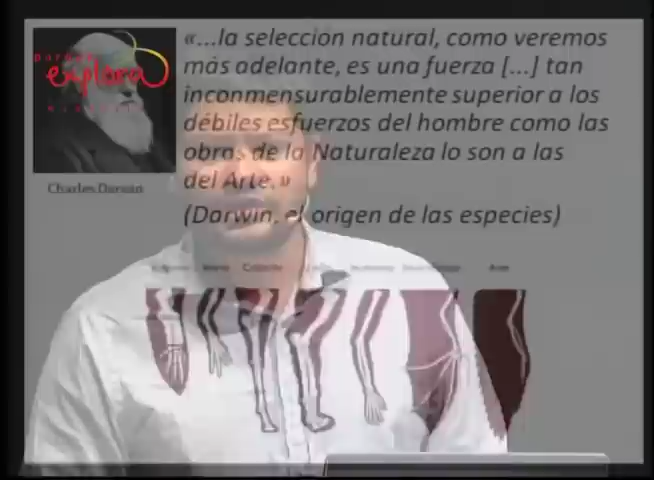 parque
explora
«...la selección natural, como veremos
más adelante, es una fuerza [...] tan
inconmensurablemente superior a los
débiles esfuerzos del hombre como las
obras de la Naturaleza lo son a las
del Arte.»
Charles Darwin
(Darwin, el origen de las especies)